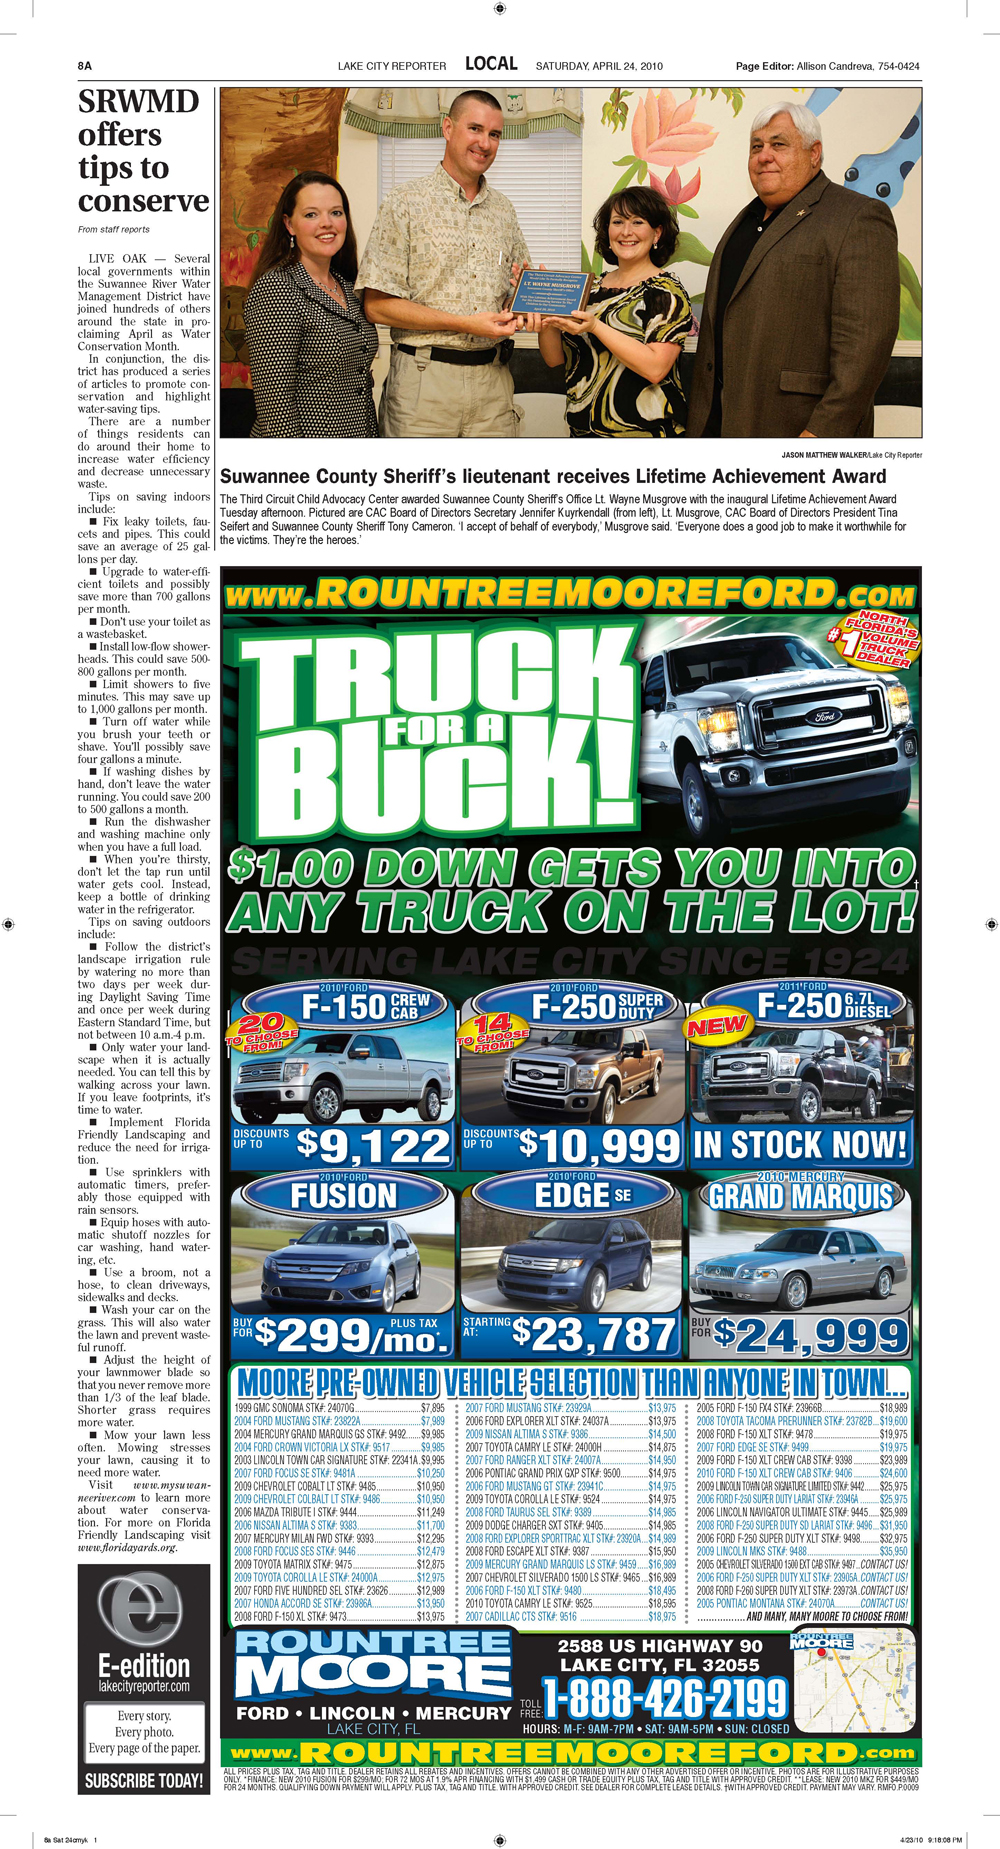 8A
LAKE CITY REPORTER LOCAL SATURDAY, APRIL 24, 2010
Page Editor: Allison Candreva, 754-0424
SRWMD
offers
tips to
conserve
From staff reports
LIVE OAK — Several
local governments within
the Suwannee River Water
Management District have
joined hundreds of others
around the state in pro-
claiming April as Water
Conservation Month.
In conjunction, the dis-
trict has produced a series
of articles to promote con-
servation and highlight
water-saving tips.
There are a number
of things residents can
do around their home to
increase water efficiency
and decrease unnecessary
waste.
Tips on saving indoors
include:
■ Fix leaky toilets, fau-
cets and pipes. This could
save an average of 25 gal-
lons per day.
■ Upgrade to water-effi-
cient toilets and possibly
save more than 700 gallons
per month.
■ Don't use your toilet as
a wastebasket.
■ Install low-flow shower-
heads. This could save 500-
800 gallons per month.
■ Limit showers to five
minutes. This may save up
to 1,000 gallons per month.
■ Turn off water while
you brush your teeth or
shave. You'll possibly save
four gallons a minute.
■ If washing dishes by
hand, don't leave the water
running. You could save 200
to 500 gallons a month.
■ Run the dishwasher
and washing machine only
when you have a full load.
■ When you're thirsty,
don't let the tap run until
water gets cool. Instead,
keep a bottle of drinking
water in the refrigerator.
Tips on saving outdoors
include:
■ Follow the district's
landscape irrigation rule
by watering no more than
two days per week dur-
ing Daylight Saving Time
and once per week during
Eastern Standard Time, but
not between 10 a.m.-4 p.m.
■ Only water your land-
scape when it is actually
needed. You can tell this by
walking across your lawn.
If you leave footprints, it's
time to water.
■ Implement Florida
Friendly Landscaping and
reduce the need for irriga-
tion.
■ Use sprinklers with
automatic timers, prefer-
ably those equipped with
rain sensors.
■ Equip hoses with auto-
matic shutoff nozzles for
car washing, hand water-
ing, etc.
■ Use a broom, not a
hose, to clean driveways,
sidewalks and decks.
■ Wash your car on the
grass. This will also water
the lawn and prevent waste-
ful runoff.
■ Adjust the height of
your lawnmower blade so
that you never remove more
than 1/3 of the leaf blade.
Shorter grass requires
more water.
■ Mow your lawn less
often. Mowing stresses
your lawn, causing it to
need more water.
Visit www.mysuwan-
neeriver.com to learn more
about water conserva-
tion. For more on Florida
Friendly Landscaping visit
www.floridayards.org.
e
E-edition
lakecityreporter.com
Every story.
Every photo.
Every page of the paper.
SUBSCRIBE TODAY!
LT. WAYNE MUSGROVE
JASON MATTHEW WALKER/Lake City Reporter
Suwannee County Sheriff's lieutenant receives Lifetime Achievement Award
The Third Circuit Child Advocacy Center awarded Suwannee County Sheriff's Office Lt. Wayne Musgrove with the inaugural Lifetime Achievement Award
Tuesday afternoon. Pictured are CAC Board of Directors Secretary Jennifer Kuyrkendall (from left), Lt. Musgrove, CAC Board of Directors President Tina
Seifert and Suwannee County Sheriff Tony Cameron. 'I accept of behalf of everybody,' Musgrove said. 'Everyone does a good job to make it worthwhile for
the victims. They're the heroes.'
www.ROUNTREEMOOREFORD.com
TRUCK
FOR A
BUCK!
NORTH
FLORIDA'S
#1 VOLUME
TRUCK
DEALER
Ford
$1.00 DOWN GETS YOU INTO
ANY TRUCK ON THE LOT!†
SERVING LAKE CITY SINCE 1924
2010 FORD
F-150 CREW CAB
20 TO CHOOSE FROM!
DISCOUNTS UP TO $9,122
2010 FORD
F-250 SUPER DUTY
14 TO CHOOSE FROM!
DISCOUNTS UP TO $10,999
2011 FORD
F-250 6.7L DIESEL
NEW
IN STOCK NOW!
2010 FORD
FUSION
BUY FOR $299/mo.* PLUS TAX
2010 FORD
EDGE SE
STARTING AT: $23,787
2010 MERCURY
GRAND MARQUIS
BUY FOR $24,999
MOORE PRE-OWNED VEHICLE SELECTION THAN ANYONE IN TOWN...
1999 GMC SONOMA STK#: 24070G $7,895
2004 FORD MUSTANG STK#: 23822A $7,989
2004 MERCURY GRAND MARQUIS GS STK#: 9492 $9,985
2004 FORD CROWN VICTORIA LX STK#: 9517 $9,985
2003 LINCOLN TOWN CAR SIGNATURE STK#: 22341A $9,995
2007 FORD FOCUS SE STK#: 9481A $10,250
2009 CHEVROLET COBALT LT STK#: 9485 $10,950
2009 CHEVROLET COLBALT LT STK#: 9486 $10,950
2006 MAZDA TRIBUTE I STK#: 9444 $11,249
2006 NISSAN ALTIMA S STK#: 9383 $11,700
2007 MERCURY MILAN FWD STK#: 9393 $12,295
2008 FORD FOCUS SES STK#: 9446 $12,479
2009 TOYOTA MATRIX STK#: 9475 $12,875
2009 TOYOTA COROLLA LE STK#: 24000A $12,975
2007 FORD FIVE HUNDRED SEL STK#: 23626 $12,989
2007 HONDA ACCORD SE STK#: 23986A $13,950
2008 FORD F-150 XL STK#: 9473 $13,975
2007 FORD MUSTANG STK#: 23929A $13,975
2006 FORD EXPLORER XLT STK#: 24037A $13,975
2009 NISSAN ALTIMA S STK#: 9386 $14,500
2007 TOYOTA CAMRY LE STK#: 24000H $14,875
2007 FORD RANGER XLT STK#: 24007A $14,950
2006 PONTIAC GRAND PRIX GXP STK#: 9500 $14,975
2006 FORD MUSTANG GT STK#: 23941C $14,975
2009 TOYOTA COROLLA LE STK#: 9524 $14,975
2008 FORD TAURUS SEL STK#: 9389 $14,985
2009 DODGE CHARGER SXT STK#: 9405 $14,985
2008 FORD EXPLORER SPORTTRAC XLT STK#: 23920A $14,989
2008 FORD ESCAPE XLT STK#: 9387 $15,950
2009 MERCURY GRAND MARQUIS LS STK#: 9459 $16,989
2007 CHEVROLET SILVERADO 1500 LS STK#: 9465 $16,989
2006 FORD F-150 XLT STK#: 9480 $18,495
2010 TOYOTA CAMRY LE STK#: 9525 $18,595
2007 CADILLAC CTS STK#: 9516 $18,975
2005 FORD F-150 FX4 STK#: 23966B $18,989
2008 TOYOTA TACOMA PRERUNNER STK#: 23782B $19,600
2008 FORD F-150 XLT STK#: 9478 $19,975
2007 FORD EDGE SE STK#: 9499 $19,975
2009 FORD F-150 XLT CREW CAB STK#: 9398 $23,989
2010 FORD F-150 XLT CREW CAB STK#: 9406 $24,600
2009 LINCOLN TOWN CAR SIGNATURE LIMITED STK#: 9442 $25,975
2006 FORD F-250 SUPER DUTY LARIAT STK#: 23949A $25,975
2006 LINCOLN NAVIGATOR ULTIMATE STK#: 9445 $25,989
2008 FORD F-250 SUPER DUTY SD LARIAT STK#: 9496 $31,950
2008 FORD F-250 SUPER DUTY XLT STK#: 9498 $32,975
2009 LINCOLN MKS STK#: 9488 $35,950
2005 CHEVROLET SILVERADO 1500 EXT CAB STK#: 9497 CONTACT US!
2006 FORD F-250 SUPER DUTY XLT STK#: 23905A CONTACT US!
2008 FORD F-260 SUPER DUTY XLT STK#: 23973A CONTACT US!
2005 PONTIAC MONTANA STK#: 24070A CONTACT US!
AND MANY, MANY MOORE TO CHOOSE FROM!
ROUNTREE
MOORE
FORD • LINCOLN • MERCURY
LAKE CITY, FL
2588 US HIGHWAY 90
LAKE CITY, FL 32055
TOLL FREE: 1-888-426-2199
HOURS: M-F: 9AM-7PM • SAT: 9AM-5PM • SUN: CLOSED
ROUNTREE
MOORE
www.ROUNTREEMOOREFORD.com
ALL PRICES PLUS TAX, TAG AND TITLE. DEALER RETAINS ALL REBATES AND INCENTIVES. OFFERS CANNOT BE COMBINED WITH ANY OTHER ADVERTISED OFFER OR INCENTIVE. PHOTOS ARE FOR ILLUSTRATIVE PURPOSES
ONLY. *FINANCE: NEW 2010 FUSION FOR $299/MO; FOR 72 MOS AT 1.9% APR FINANCING WITH $1,499 CASH OR TRADE EQUITY PLUS TAX, TAG AND TITLE WITH APPROVED CREDIT. **LEASE: NEW 2010 MKZ FOR $449/MO
FOR 24 MONTHS. QUALIFYING DOWN PAYMENT WILL APPLY. PLUS TAX, TAG AND TITLE WITH APPROVED CREDIT. SEE DEALER FOR COMPLETE LEASE DETAILS. †WITH APPROVED CREDIT. PAYMENT MAY VARY. RMFO.P.0009
8a Sat 24cmyk 1
4/23/10 9:18:08 PM